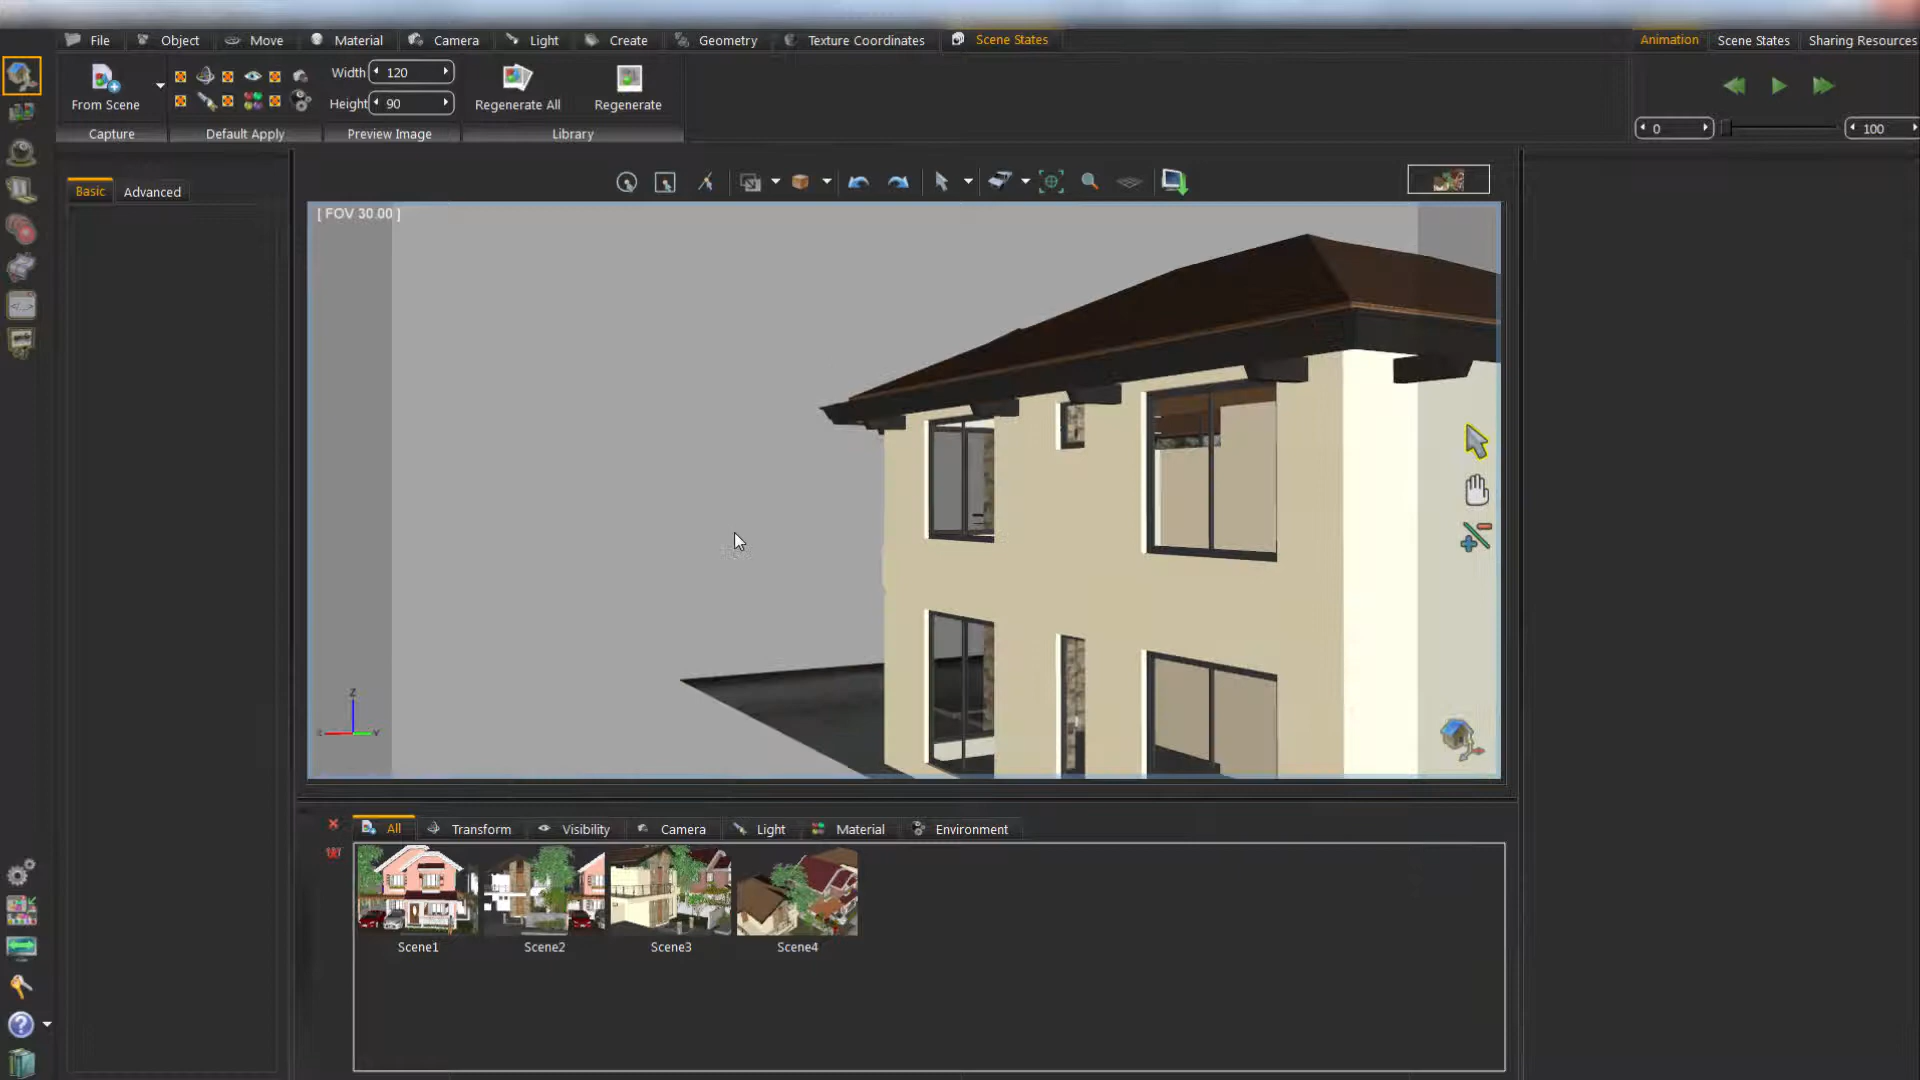 File Object Move Material Camera Light Create Geometry Texture Coordinates Scene States Animation Scene States Sharing Resources
From Scene Width 120 Height 90 Regenerate All Regenerate
Capture Default Apply Preview Image Library
0 100
Basic Advanced
[ FOV 30.00 ]
Z
Y
All Transform Visibility Camera Light Material Environment
Scene1 Scene2 Scene3 Scene4